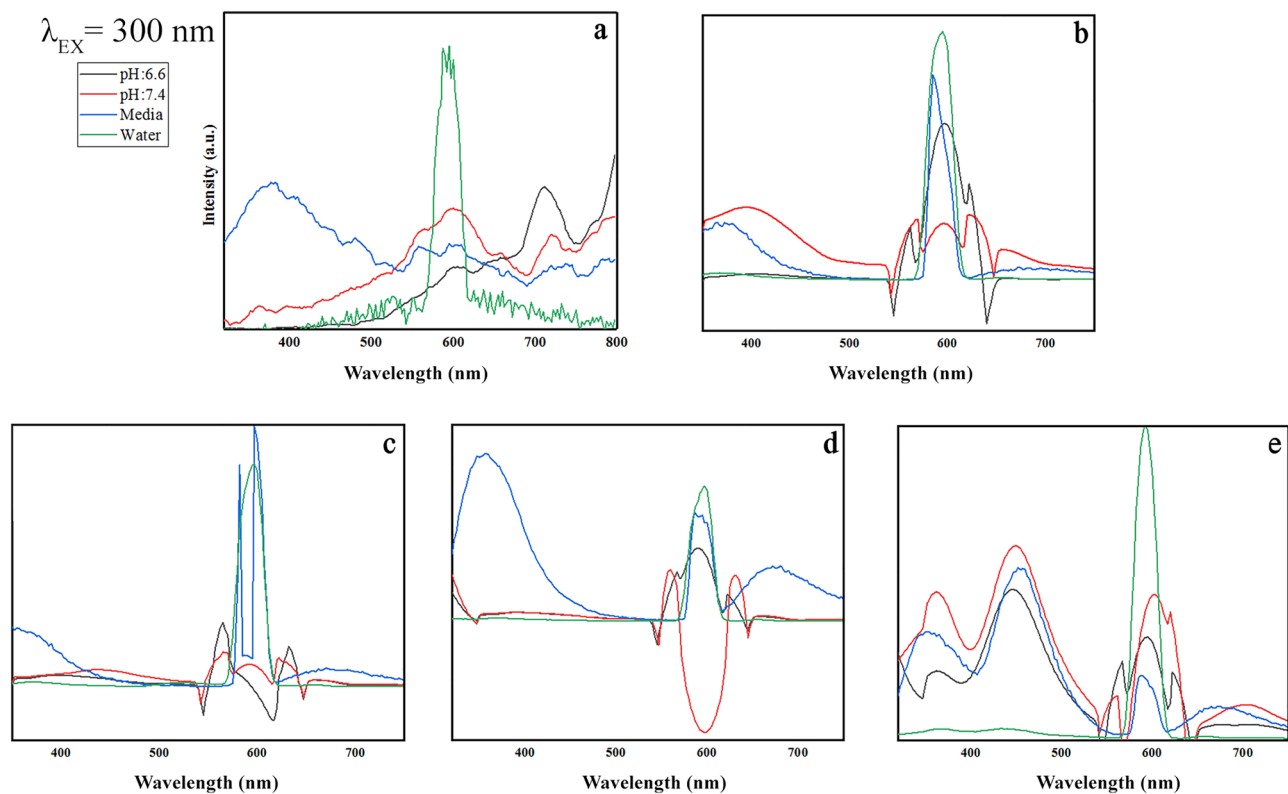 λEX= 300 nm
pH:6.6
pH:7.4
Media
Water
a
Intensity (a.u.)
400 500 600 700 800
Wavelength (nm)
b
400 500 600 700
Wavelength (nm)
c
400 500 600 700
Wavelength (nm)
d
400 500 600 700
Wavelength (nm)
e
400 500 600 700
Wavelength (nm)